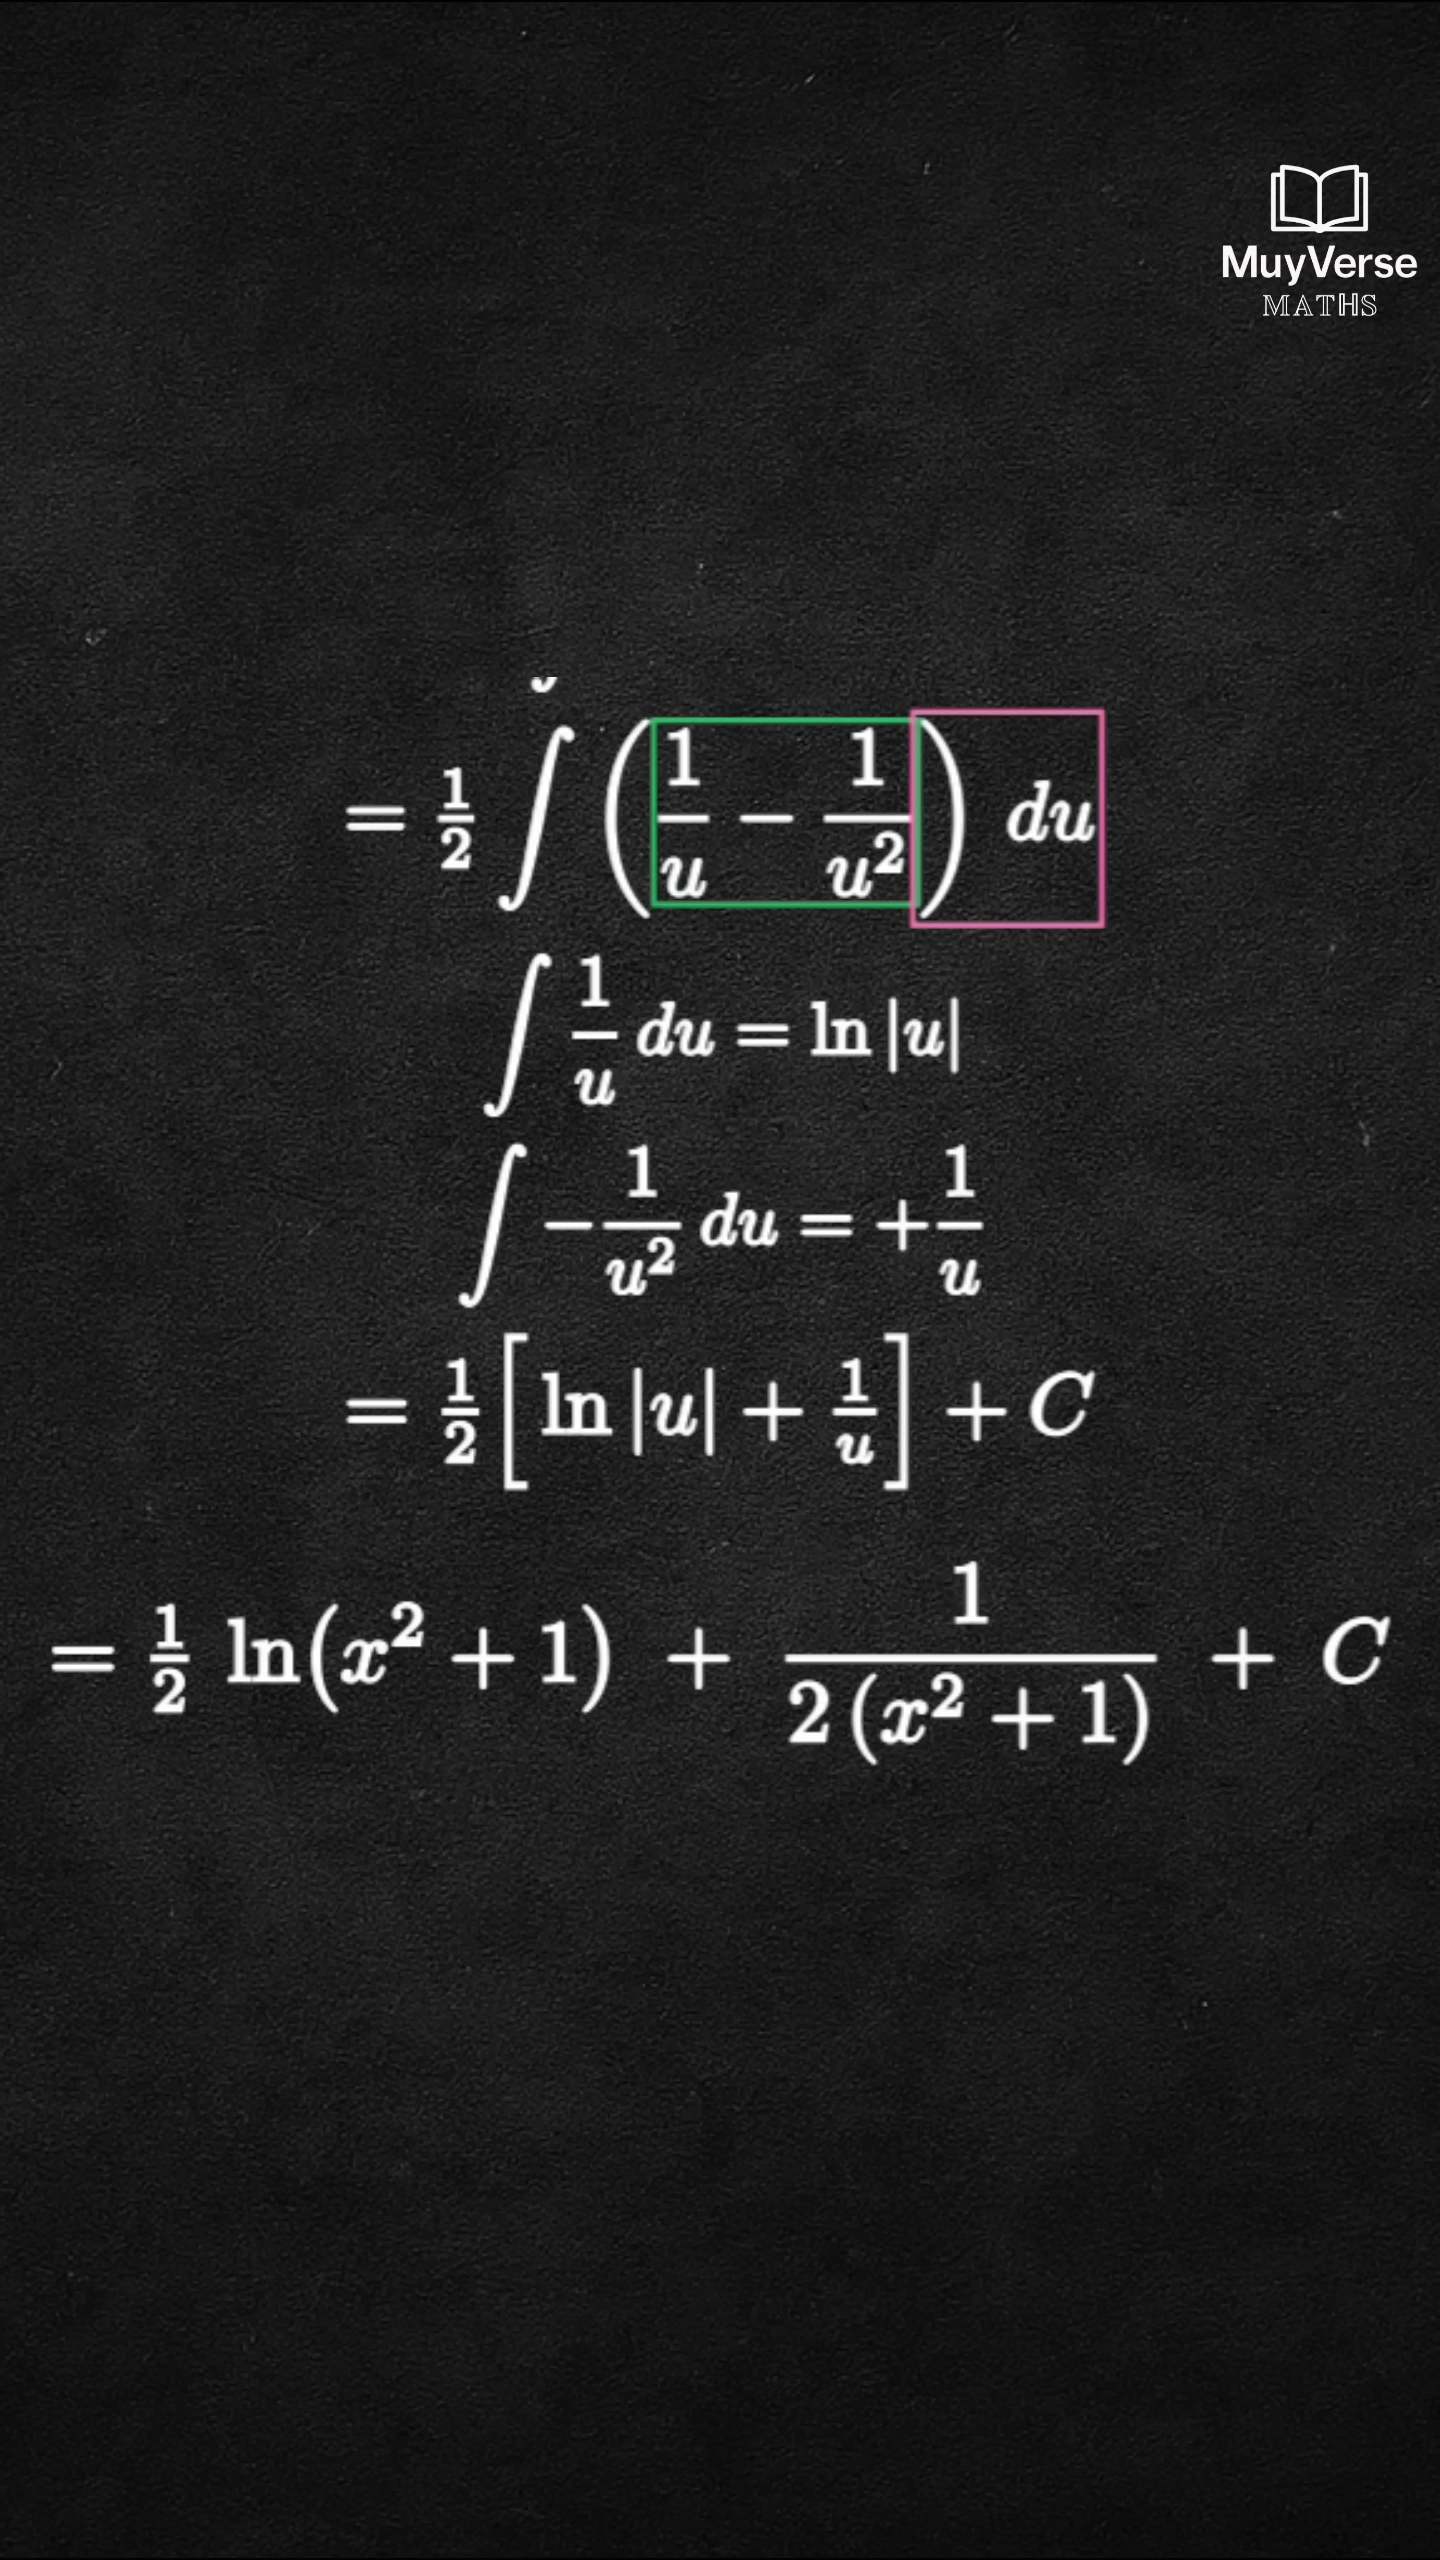 MuyVerse
MATHS
= 1/2 ∫ (1/u − 1/u²) du
∫ 1/u du = ln |u|
∫ −1/u² du = +1/u
= 1/2 [ ln |u| + 1/u ] + C
= 1/2 ln(x² + 1) + 1/(2 (x² + 1)) + C